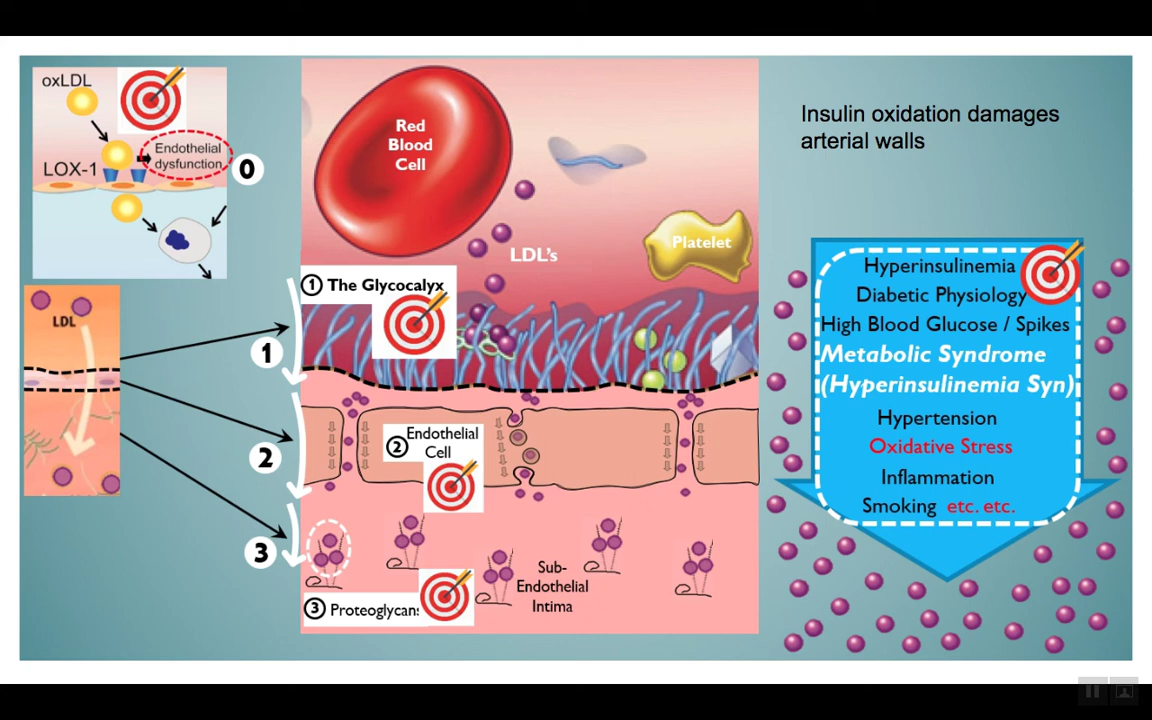 oxLDL
Endothelial
dysfunction
LOX-1
0
LDL
1
2
3
Red
Blood
Cell
LDL's
Platelet
1 The Glycocalyx
2 Endothelial
Cell
Sub-
Endothelial
Intima
3 Proteoglycans
Insulin oxidation damages
arterial walls
Hyperinsulinemia
Diabetic Physiology
High Blood Glucose / Spikes
Metabolic Syndrome
(Hyperinsulinemia Syn)
Hypertension
Oxidative Stress
Inflammation
Smoking etc. etc.